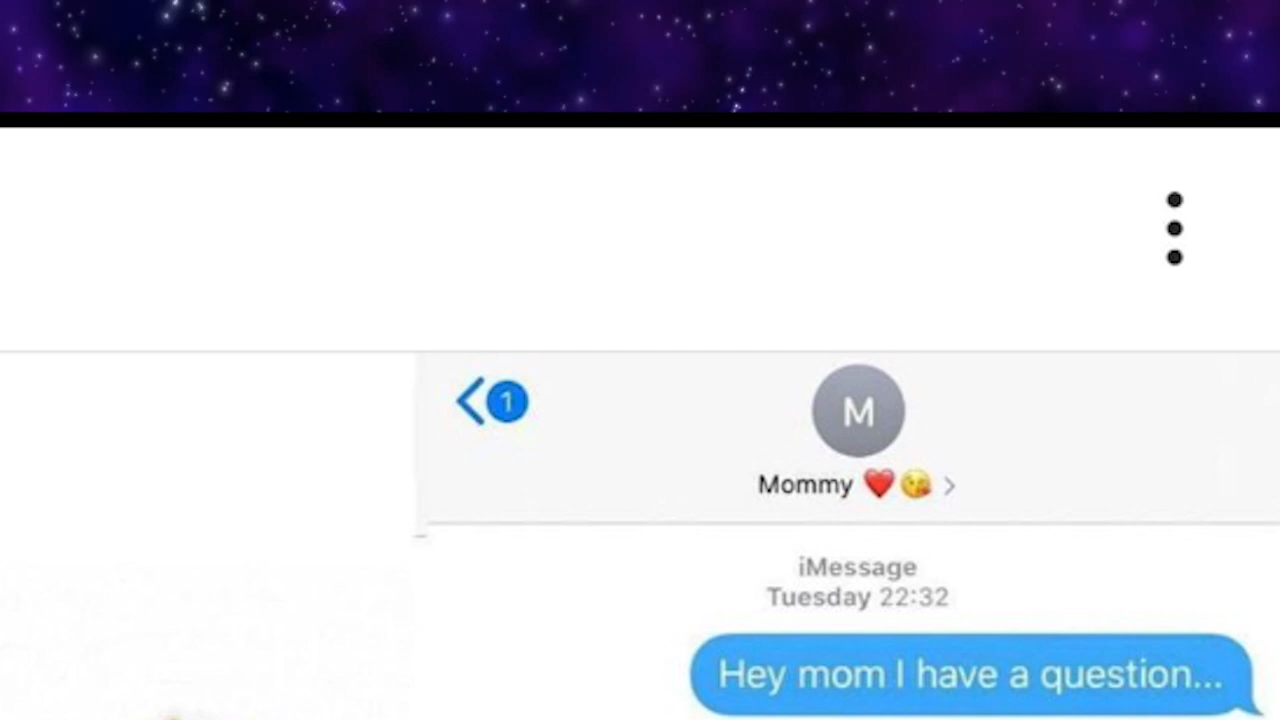 1
M
Mommy ❤️😘 >
iMessage
Tuesday 22:32
Hey mom I have a question...